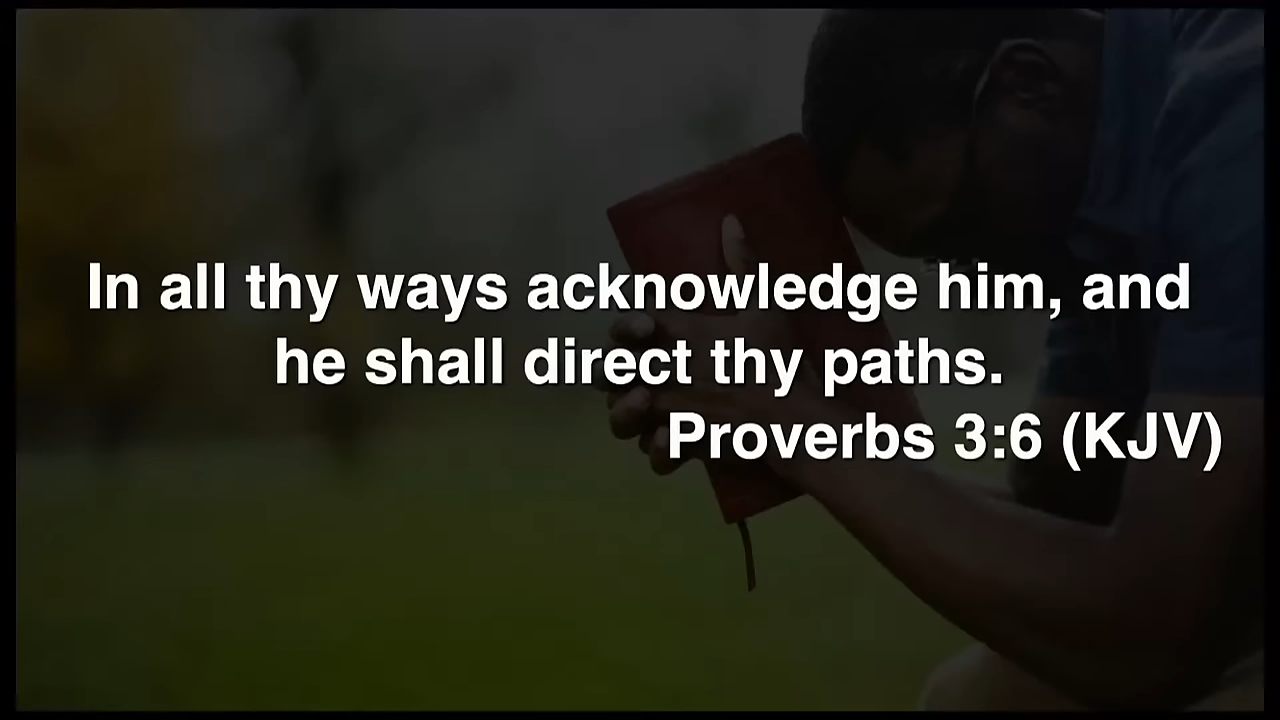 In all thy ways acknowledge him, and
he shall direct thy paths.
Proverbs 3:6 (KJV)